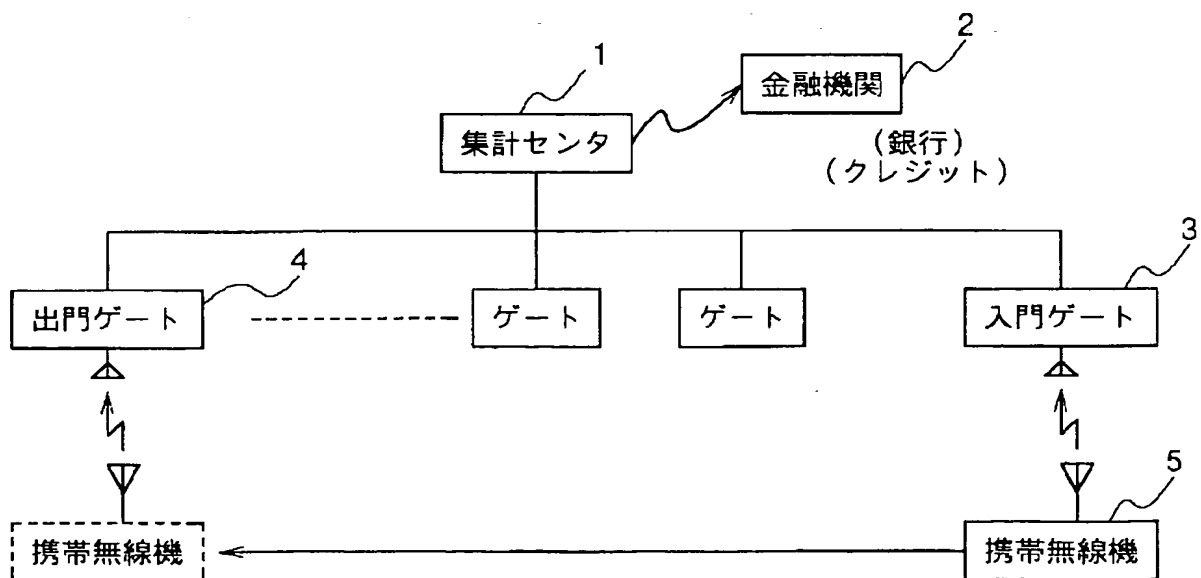 1
2
金融機関
集計センタ
(銀行)
(クレジット)
4
3
出門ゲート
ゲート
ゲート
入門ゲート
5
携帯無線機
携帯無線機